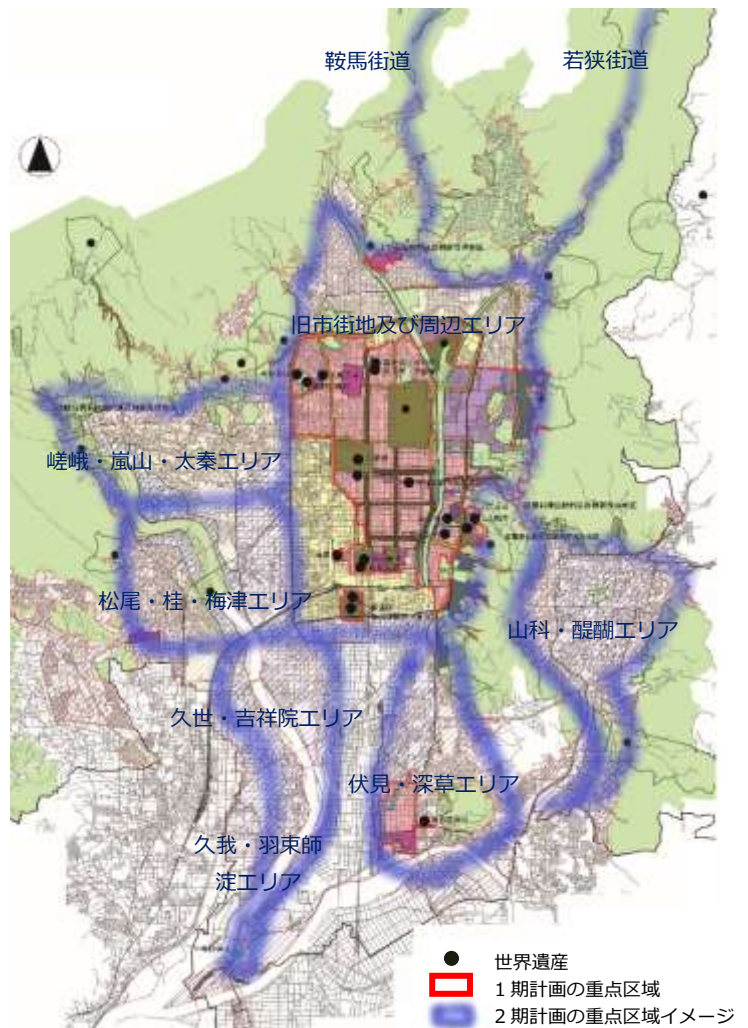 鞍馬街道
若狭街道
旧市街地及び周辺エリア
嵯峨・嵐山・太秦エリア
松尾・桂・梅津エリア
山科・醍醐エリア
久世・吉祥院エリア
伏見・深草エリア
久我・羽束師
淀エリア
世界遺産
１期計画の重点区域
２期計画の重点区域イメージ